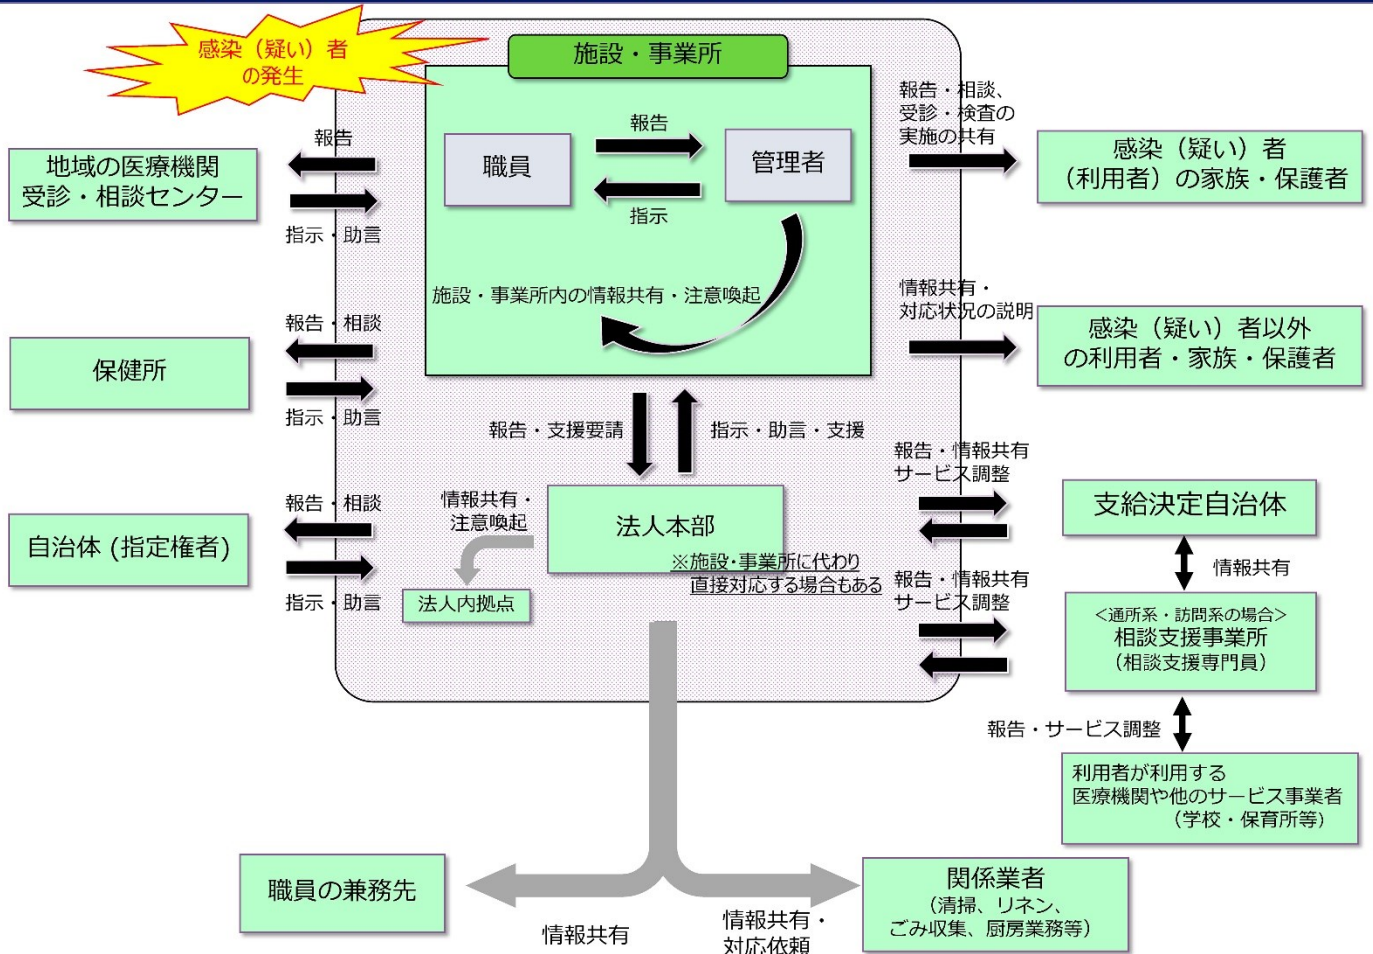 感染（疑い）者
の発生
施設・事業所
職員
報告
指示
管理者
施設・事業所内の情報共有・注意喚起
報告
地域の医療機関
受診・相談センター
指示・助言
報告・相談
保健所
指示・助言
報告・相談
自治体 (指定権者)
指示・助言
報告・相談、
受診・検査の
実施の共有
感染（疑い）者
（利用者）の家族・保護者
情報共有・
対応状況の説明
感染（疑い）者以外
の利用者・家族・保護者
報告・支援要請
指示・助言・支援
法人本部
※施設・事業所に代わり
直接対応する場合もある
情報共有・
注意喚起
法人内拠点
報告・情報共有
サービス調整
支給決定自治体
情報共有
報告・情報共有
サービス調整
＜通所系・訪問系の場合＞
相談支援事業所
（相談支援専門員）
報告・サービス調整
利用者が利用する
医療機関や他のサービス事業者
（学校・保育所等）
職員の兼務先
情報共有
情報共有・
対応依頼
関係業者
（清掃、リネン、
ごみ収集、厨房業務等）